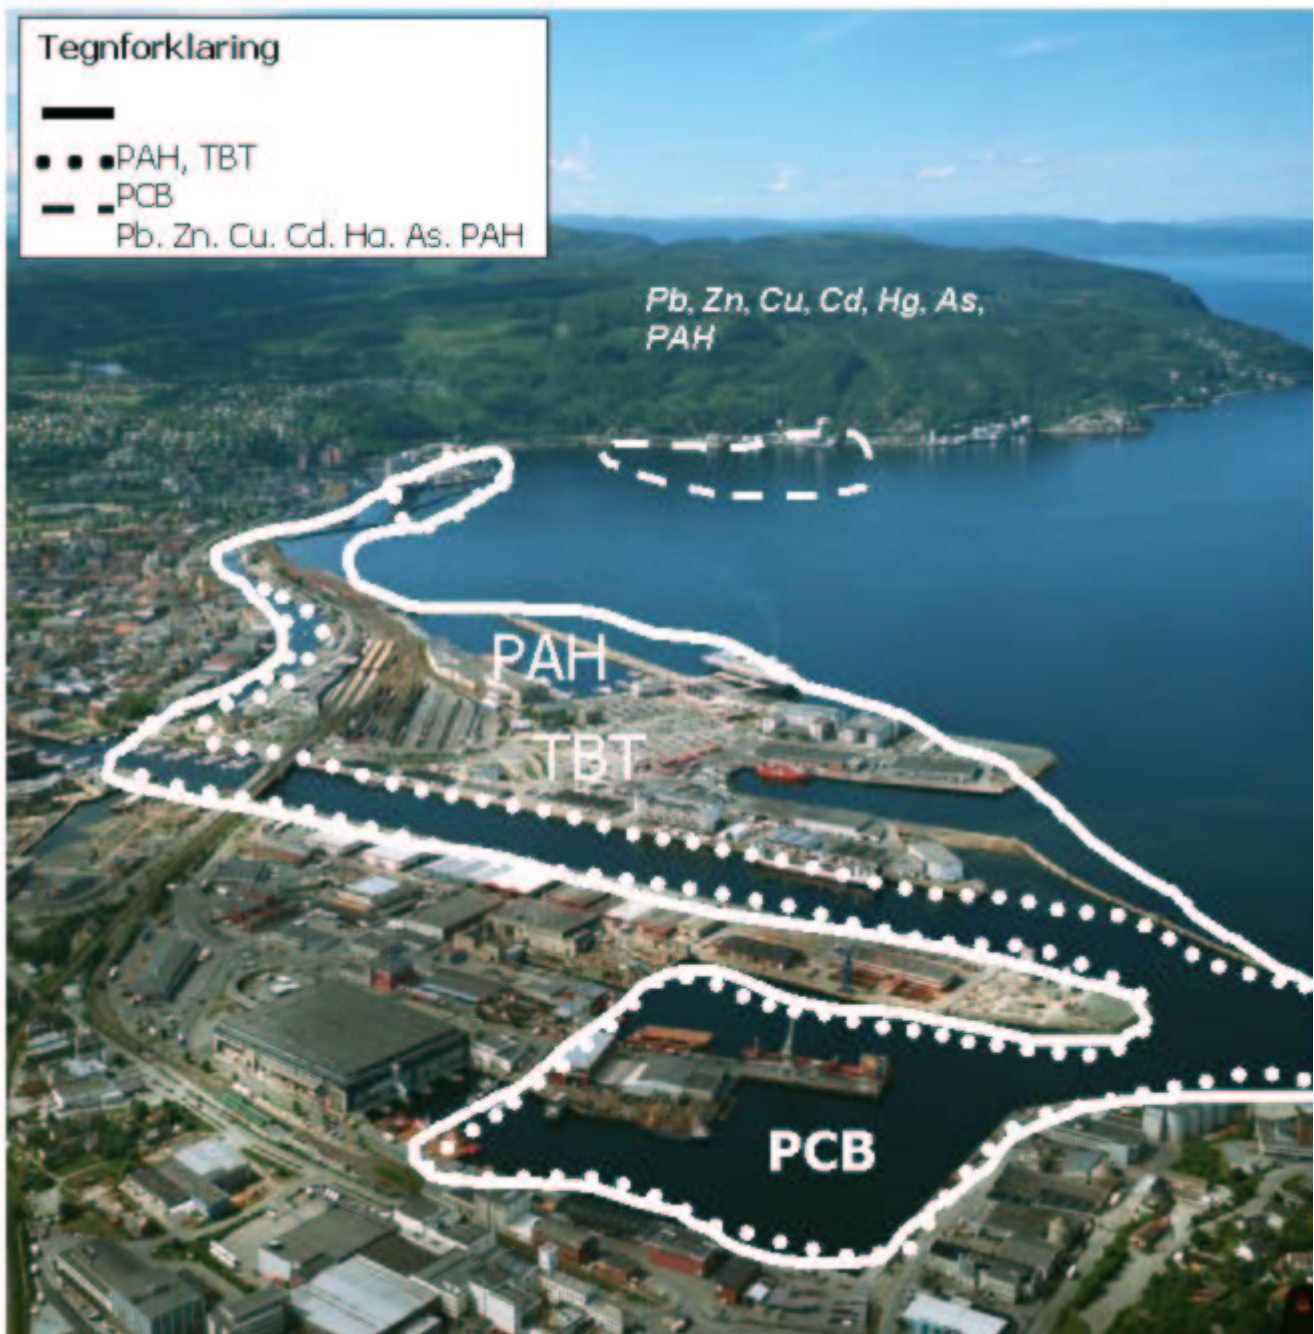 Tegnforklaring
PAH, TBT
PCB
Pb. Zn. Cu. Cd. Ha. As. PAH
Pb, Zn, Cu, Cd, Hg, As,
PAH
PAH
TBT
PCB